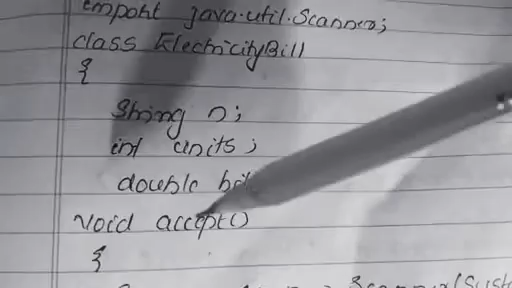 import java.util.Scanner;
class ElectricityBill
{
String n;
int units;
double
void accept()
{